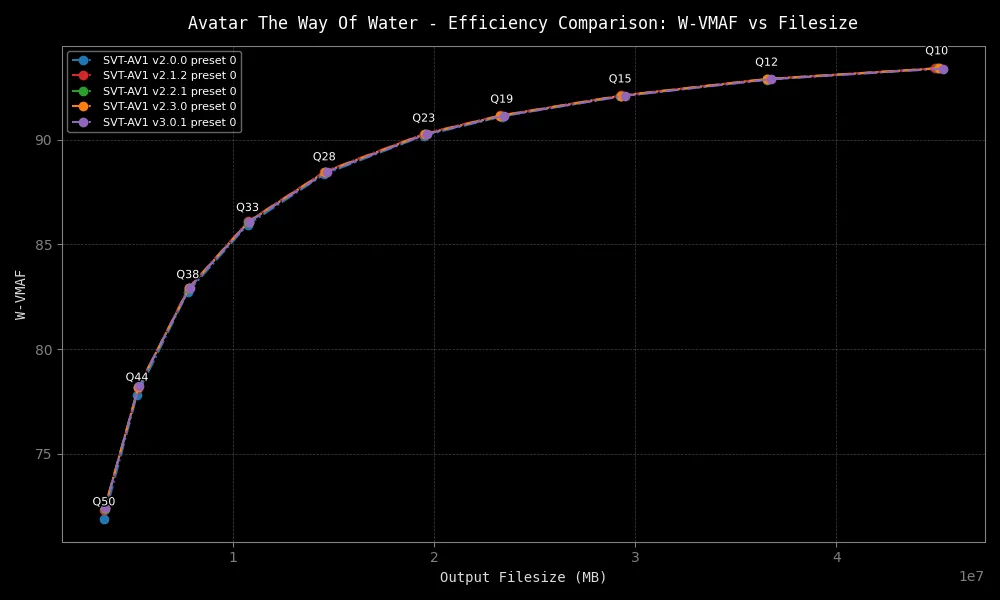 Avatar The Way Of Water - Efficiency Comparison: W-VMAF vs Filesize
SVT-AV1 v2.0.0 preset 0
SVT-AV1 v2.1.2 preset 0
SVT-AV1 v2.2.1 preset 0
SVT-AV1 v2.3.0 preset 0
SVT-AV1 v3.0.1 preset 0
Q10
Q12
Q15
Q19
Q23
Q28
Q33
Q38
Q44
Q50
90
85
80
75
W-VMAF
1
2
3
4
1e7
Output Filesize (MB)